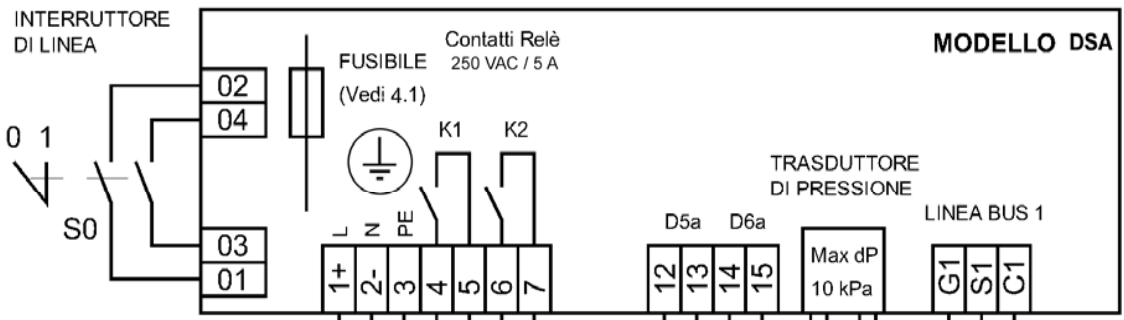 INTERRUTTORE
DI LINEA
FUSIBILE
(Vedi 4.1)
Contatti Relè
250 VAC / 5 A
MODELLO DSA
02
04
0 1
S0
03
01
K1
K2
L
N
PE
1+
2-
3
4
5
6
7
D5a
D6a
12
13
14
15
TRASDUTTORE
DI PRESSIONE
Max dP
10 kPa
LINEA BUS 1
G1
S1
C1